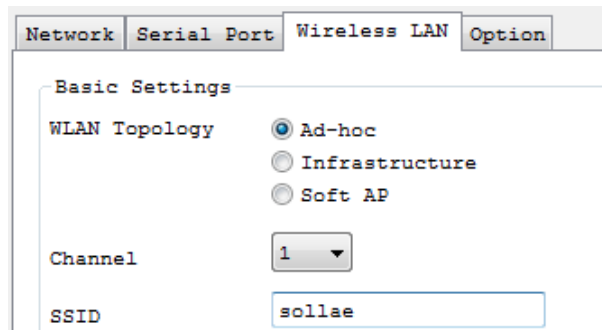 Network Serial Port Wireless LAN Option
Basic Settings
WLAN Topology Ad-hoc
Infrastructure
Soft AP
Channel 1
SSID sollae